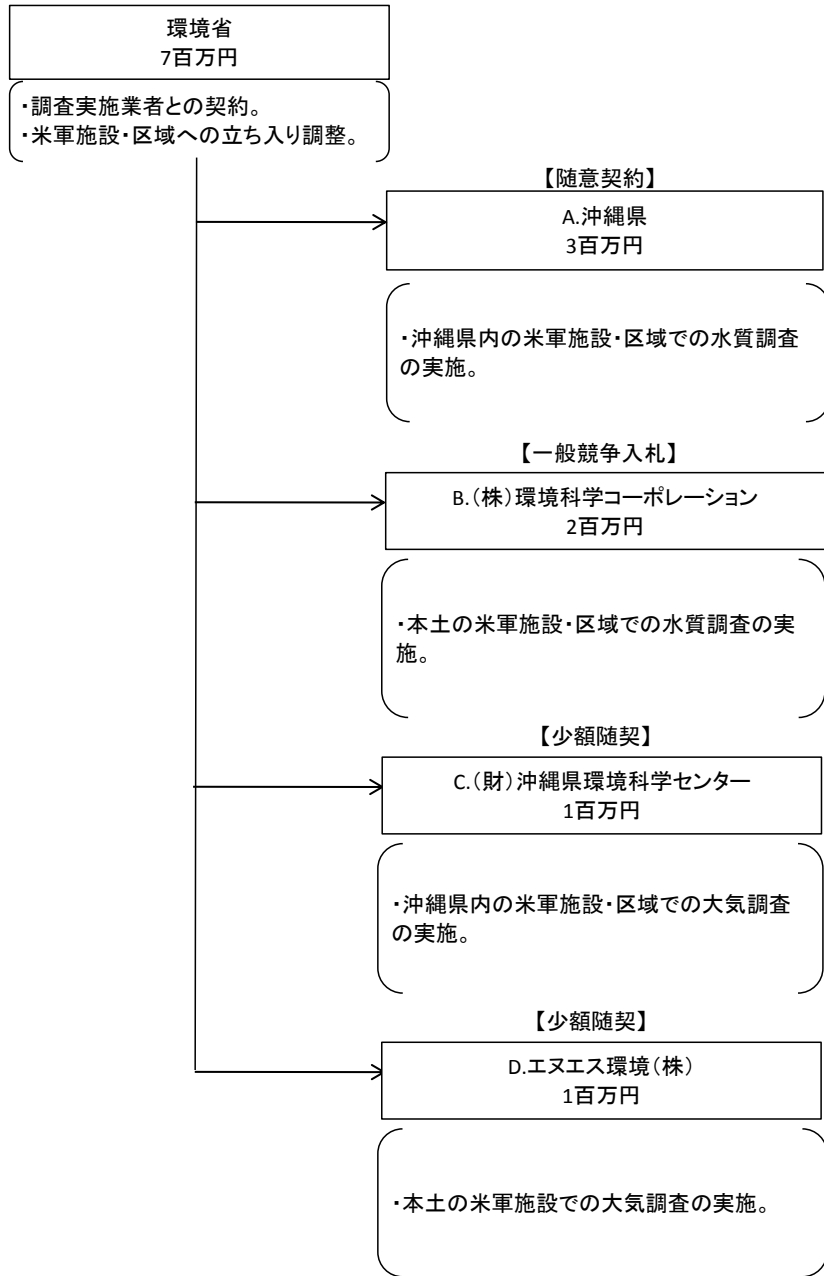 環境省
7百万円
・調査実施業者との契約。
・米軍施設・区域への立ち入り調整。
【随意契約】
A.沖縄県
3百万円
・沖縄県内の米軍施設・区域での水質調査
の実施。
【一般競争入札】
B.（株）環境科学コーポレーション
2百万円
・本土の米軍施設・区域での水質調査の実
施。
【少額随契】
C.（財）沖縄県環境科学センター
1百万円
・沖縄県内の米軍施設・区域での大気調査
の実施。
【少額随契】
D.エヌエス環境（株）
1百万円
・本土の米軍施設での大気調査の実施。